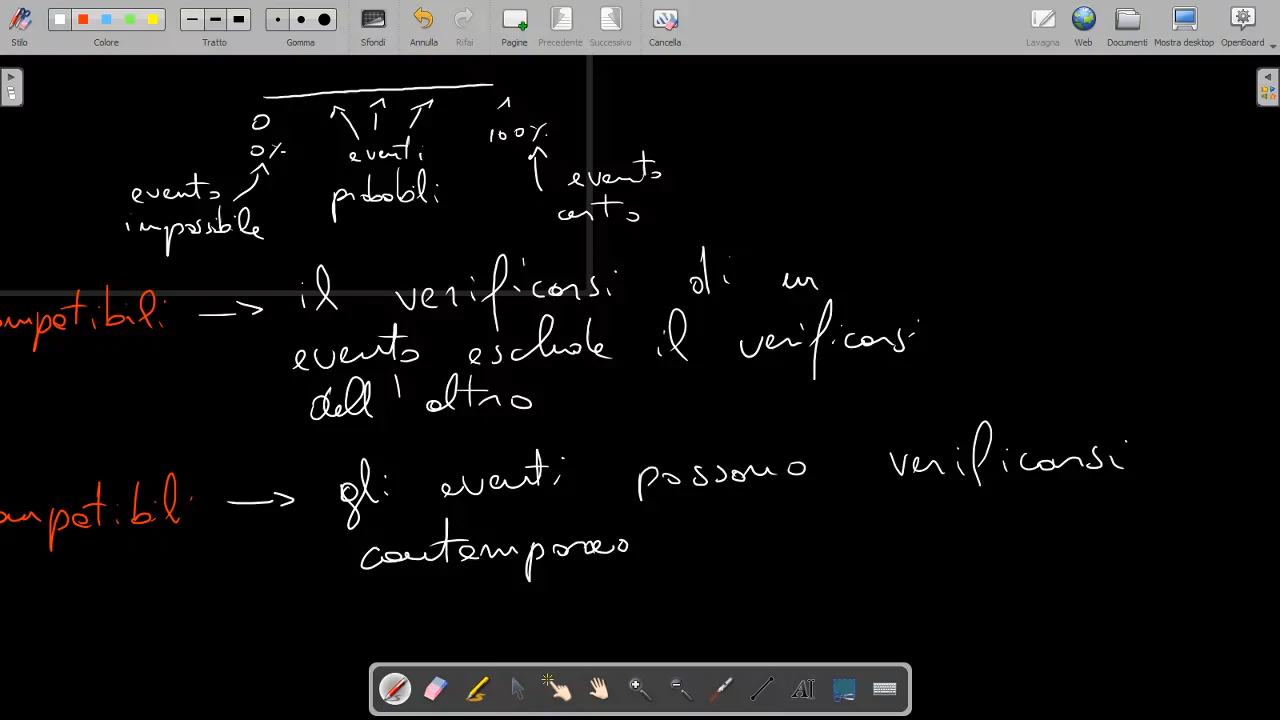 Stilo Colore Tratto Gomma Sfondi Annulla Rifai Pagine Precedente Successivo Cancella Lavagna Web Documenti Mostra desktop OpenBoard
0 100%
0% eventi
evento probabili evento
impossibile certo
ompatibili → il verificarsi di un
evento esclude il verificarsi
dell'altro
ompatibili → gli eventi possono verificarsi